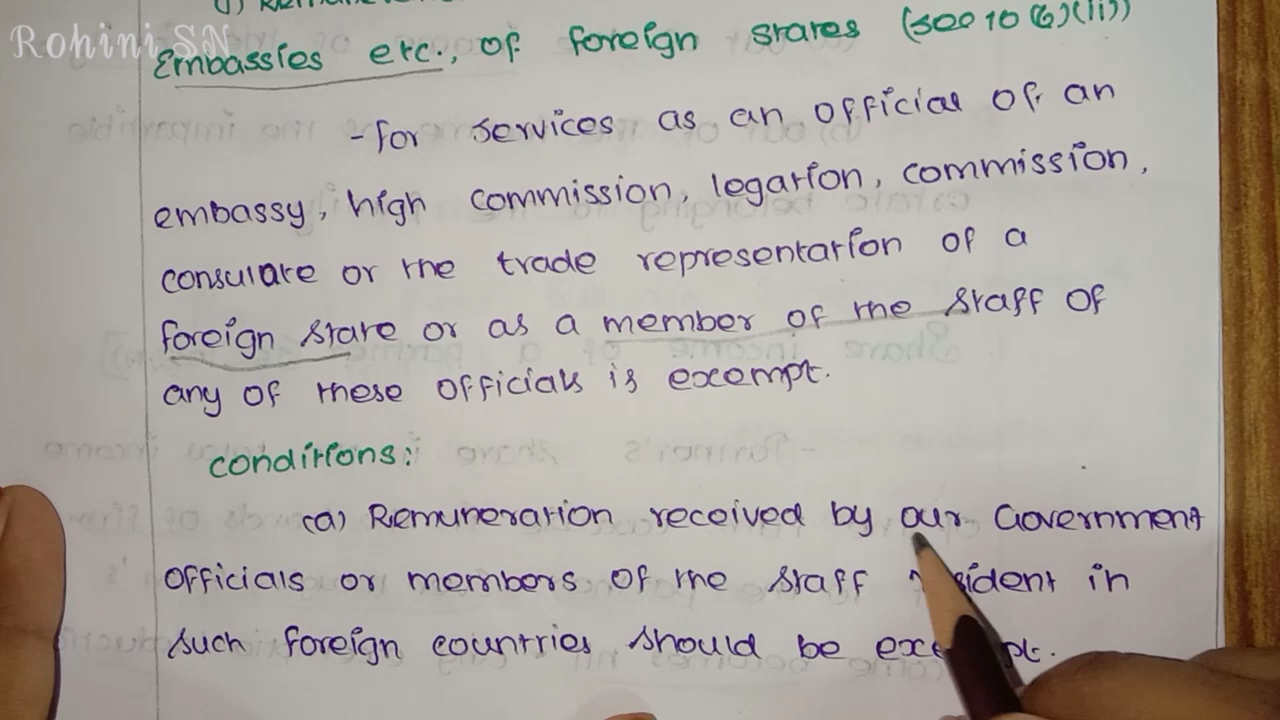 Rohini SN
Embassies etc., of foreign states (sec 10(6)(ii))
- for services as an official of an
embassy, high commission, legation, commission,
consulate or the trade representation of a
foreign state or as a member of the staff of
any of these officials is exempt.
conditions:
(a) Remuneration received by our Government
officials or members of the staff resident in
such foreign countries should be exempt.